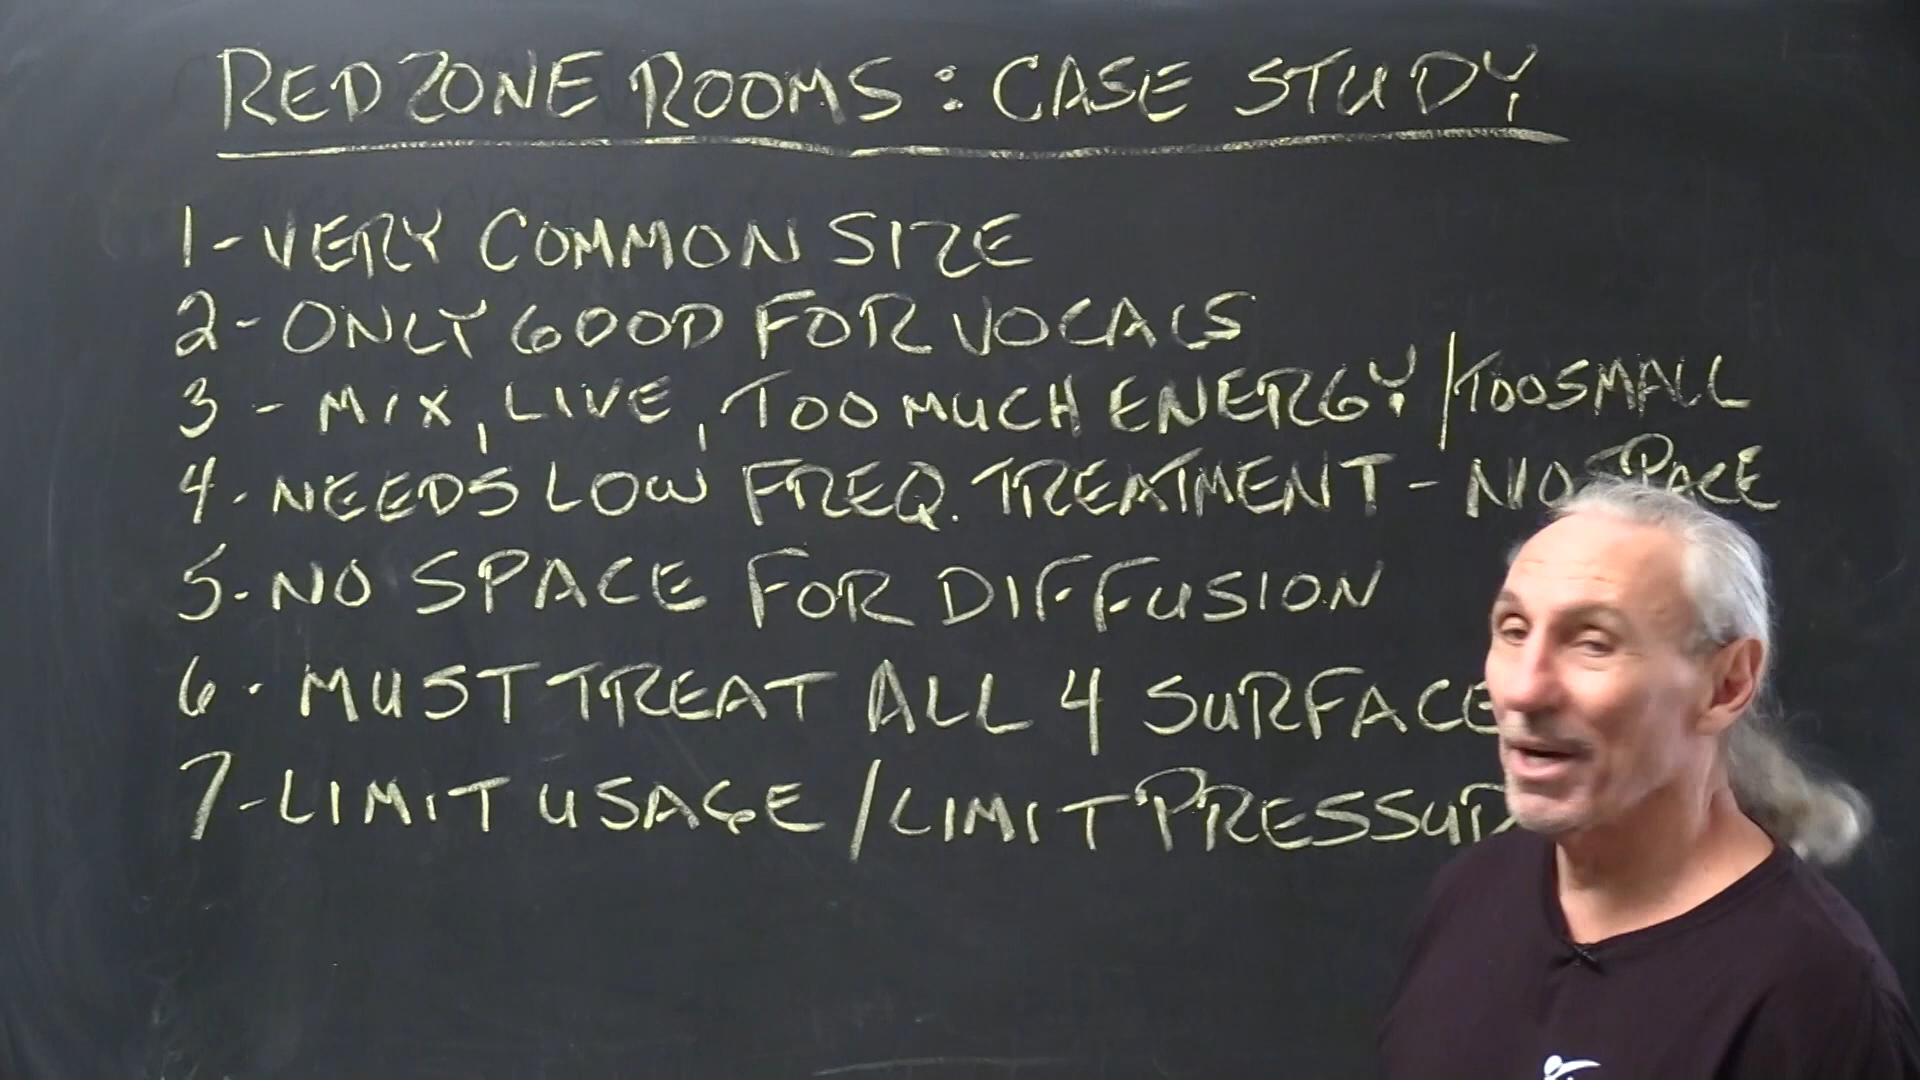 RED ZONE ROOMS : CASE STUDY
1-VERY COMMON SIZE
2-ONLY GOOD FOR VOCALS
3-MIX, LIVE, TOO MUCH ENERGY/TOO SMALL
4-NEEDS LOW FREQ. TREATMENT-NO SPACE
5-NO SPACE FOR DIFFUSION
6-MUST TREAT ALL 4 SURFACE
7-LIMIT USAGE/LIMIT PRESSUR